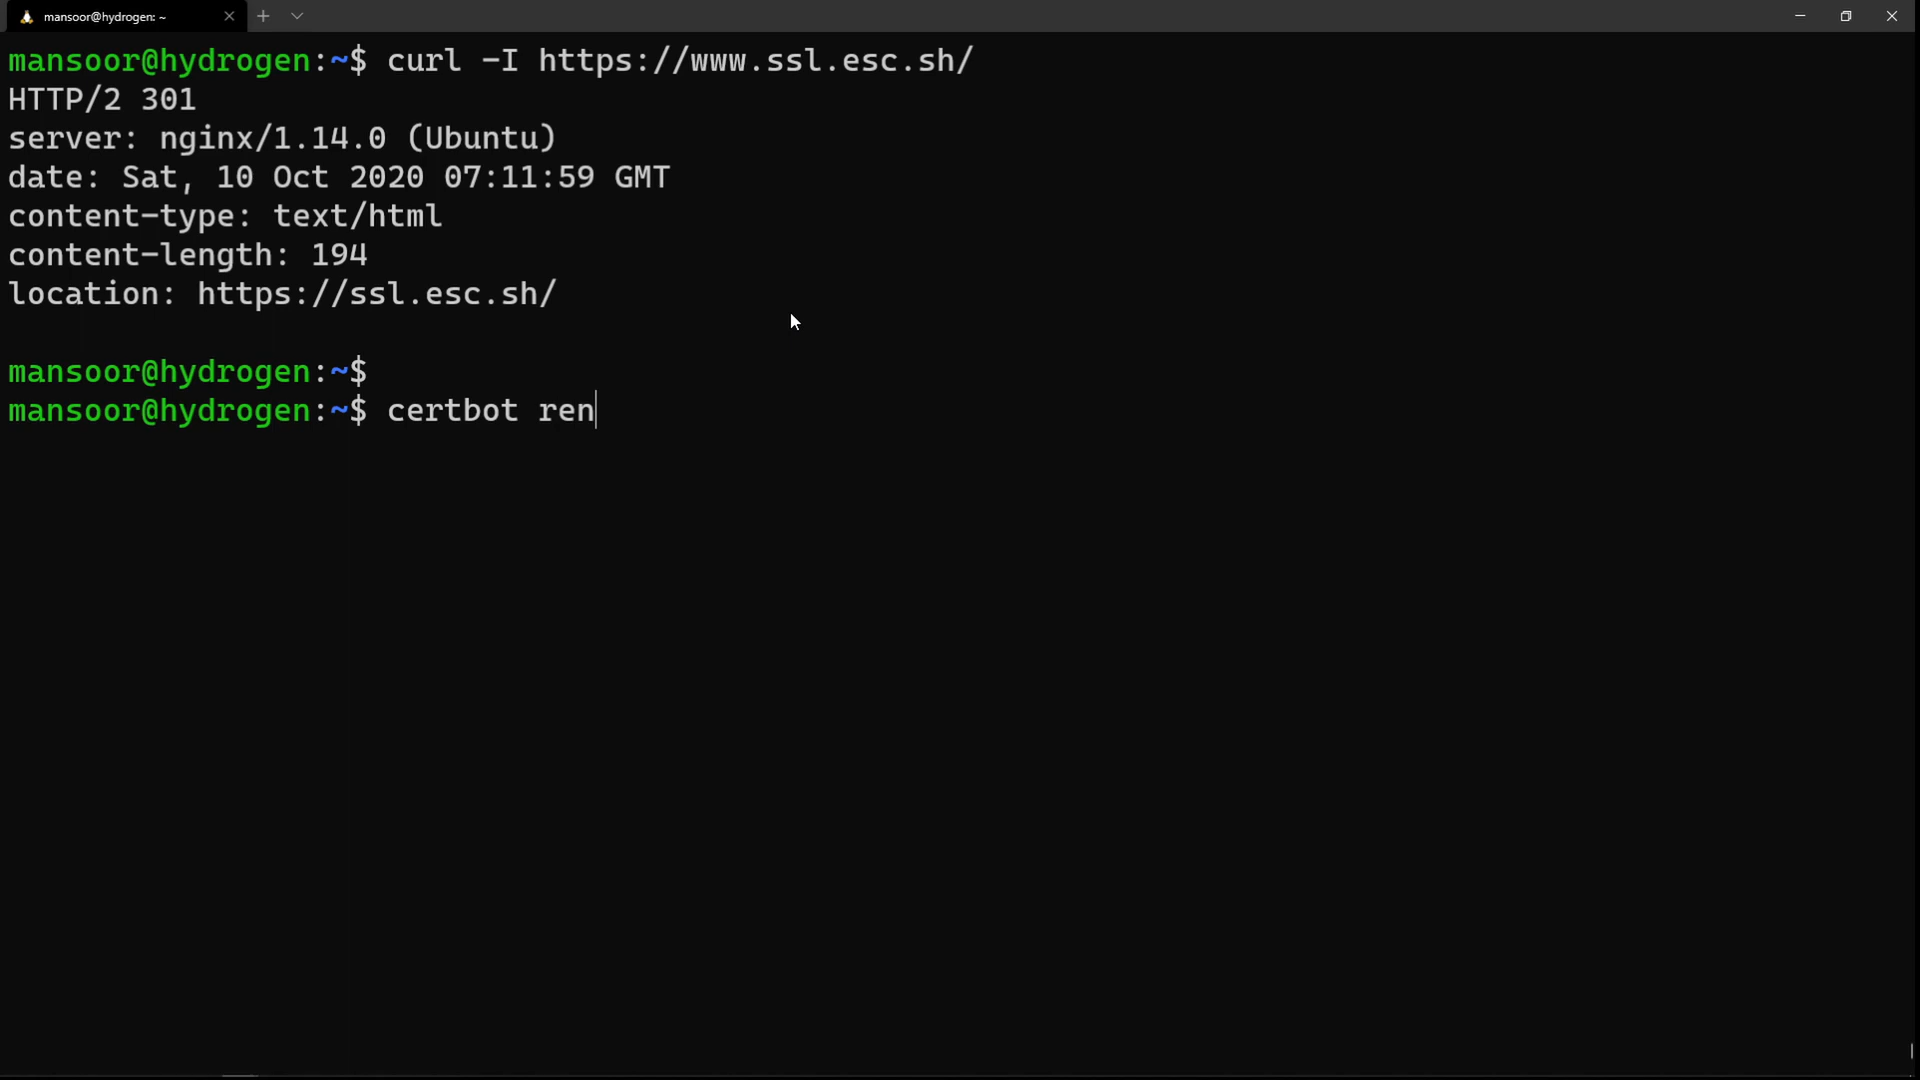 mansoor@hydrogen: ~
mansoor@hydrogen:~$ curl -I https://www.ssl.esc.sh/
HTTP/2 301
server: nginx/1.14.0 (Ubuntu)
date: Sat, 10 Oct 2020 07:11:59 GMT
content-type: text/html
content-length: 194
location: https://ssl.esc.sh/
mansoor@hydrogen:~$
mansoor@hydrogen:~$ certbot ren